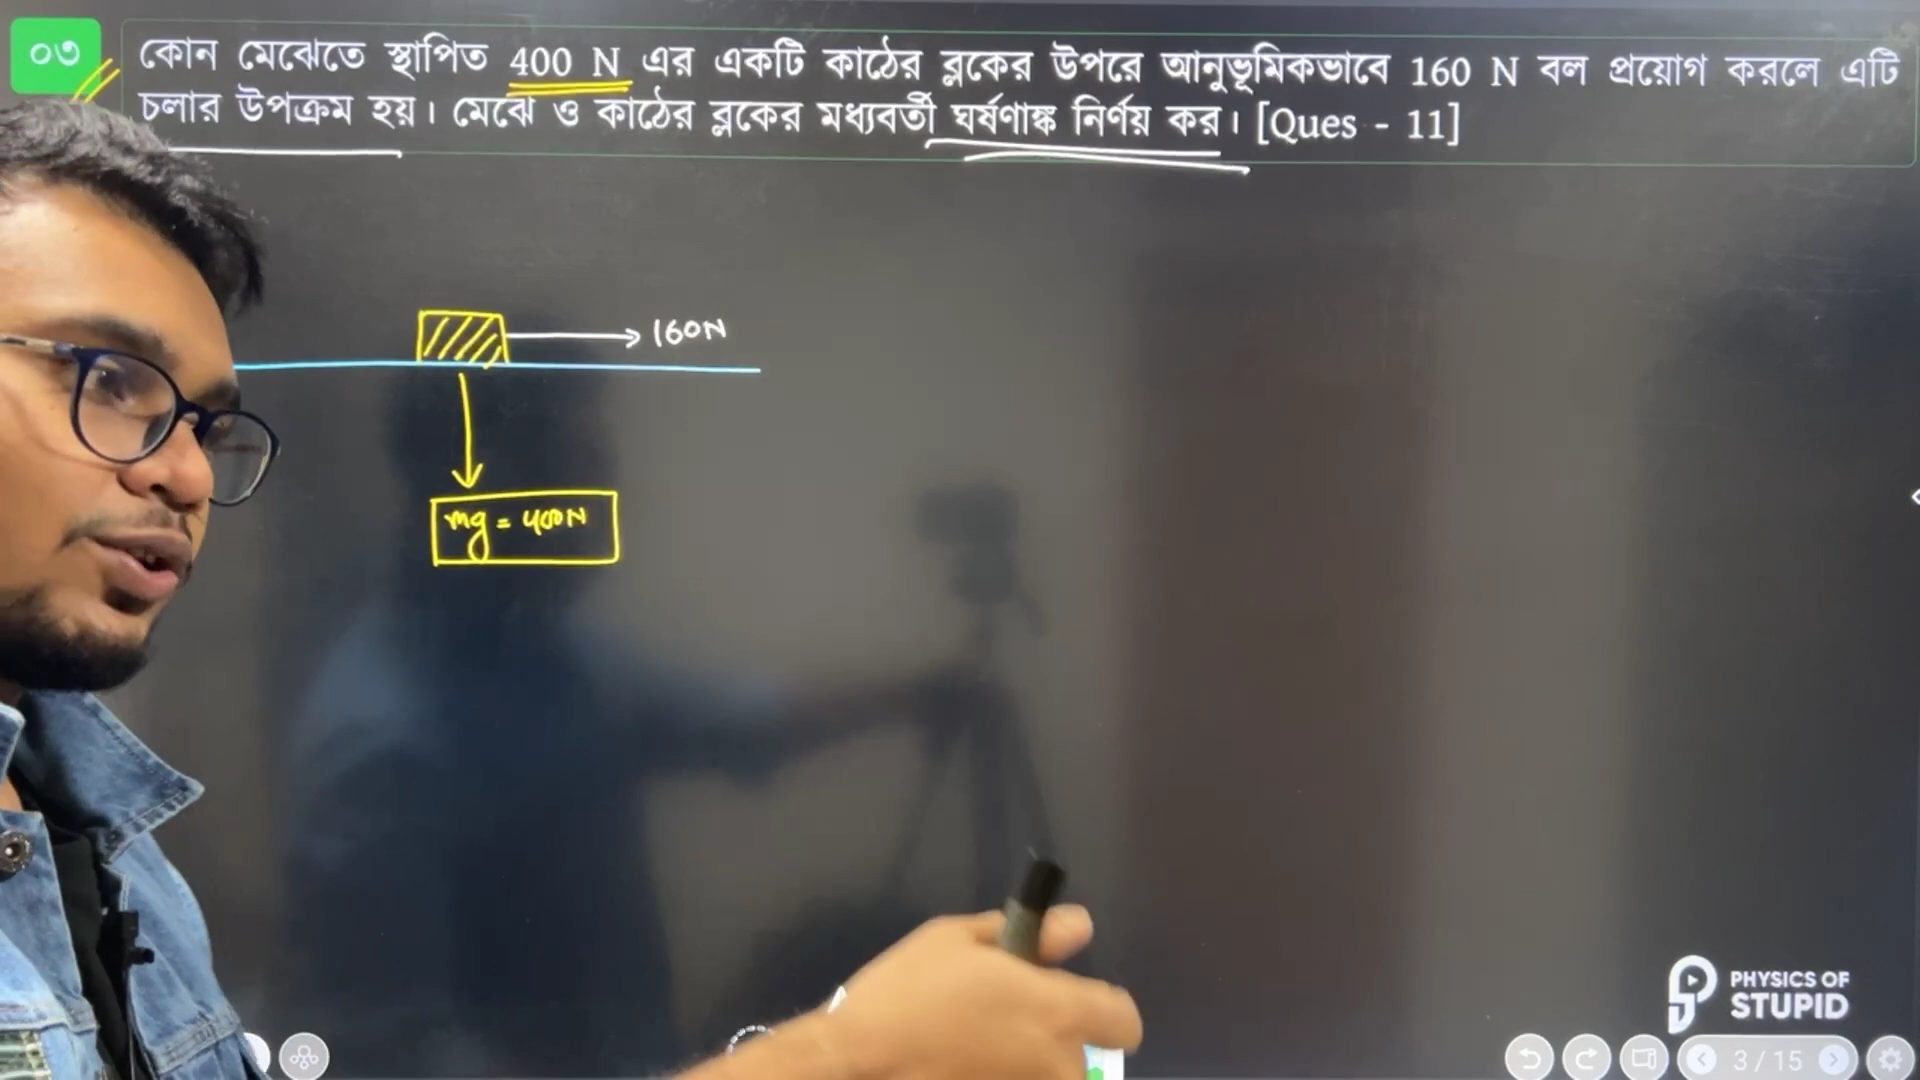 ০৩
কোন মেঝেতে স্থাপিত 400 N এর একটি কাঠের ব্লকের উপরে আনুভূমিকভাবে 160 N বল প্রয়োগ করলে এটি
চলার উপক্রম হয়। মেঝে ও কাঠের ব্লকের মধ্যবর্তী ঘর্ষণাঙ্ক নির্ণয় কর। [Ques - 11]
160N
mg = 400N
PHYSICS OF
STUPID
3 / 15